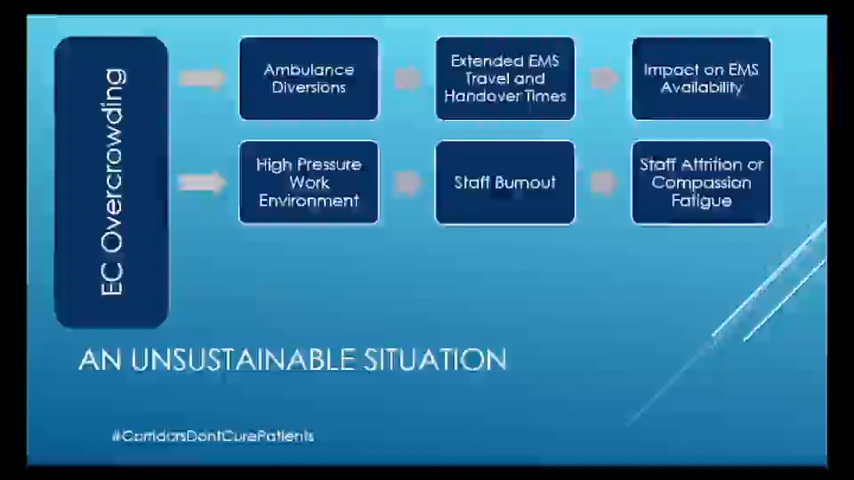 EC Overcrowding
Ambulance
Diversions
Extended EMS
Travel and
Handover Times
Impact on EMS
Availability
High Pressure
Work
Environment
Staff Burnout
Staff Attrition or
Compassion
Fatigue
AN UNSUSTAINABLE SITUATION
#CorridorsDontCurePatients